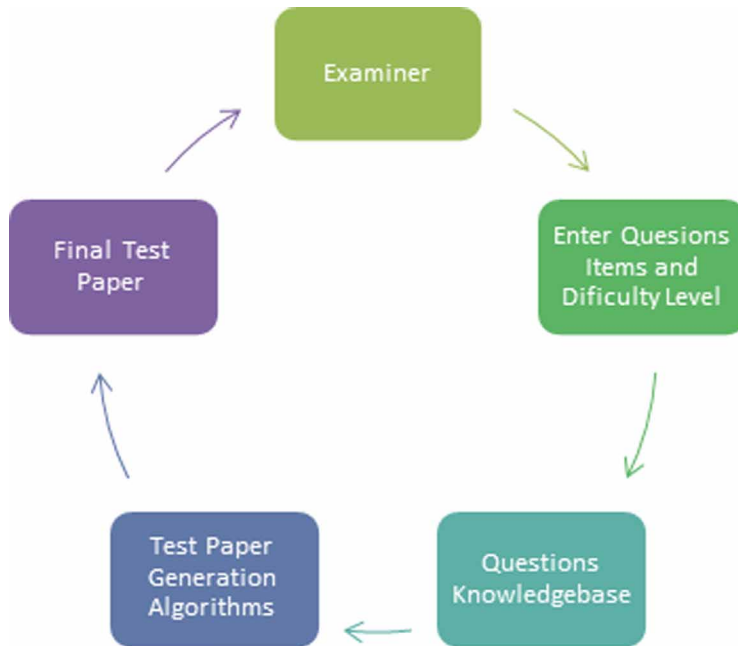 Examiner
Enter Quesions
Items and
Dificulty Level
Questions
Knowledgebase
Test Paper
Generation
Algorithms
Final Test
Paper